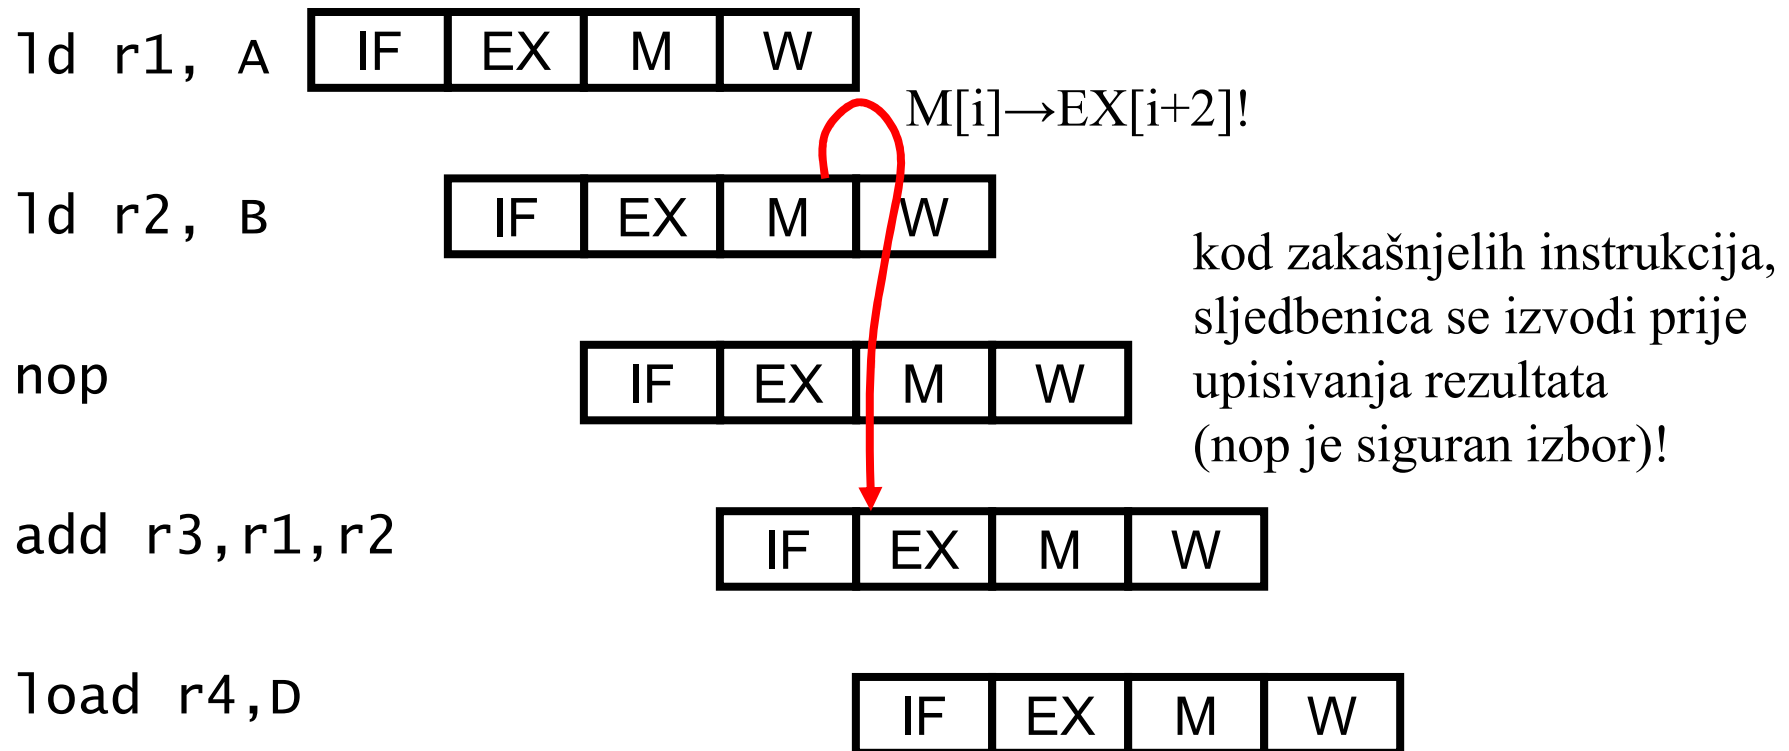 ld r1, A IF EX M W
M[i]→EX[i+2]!
ld r2, B IF EX M W
kod zakašnjelih instrukcija,
sljedbenica se izvodi prije
upisivanja rezultata
(nop je siguran izbor)!
nop IF EX M W
add r3,r1,r2 IF EX M W
load r4,D IF EX M W